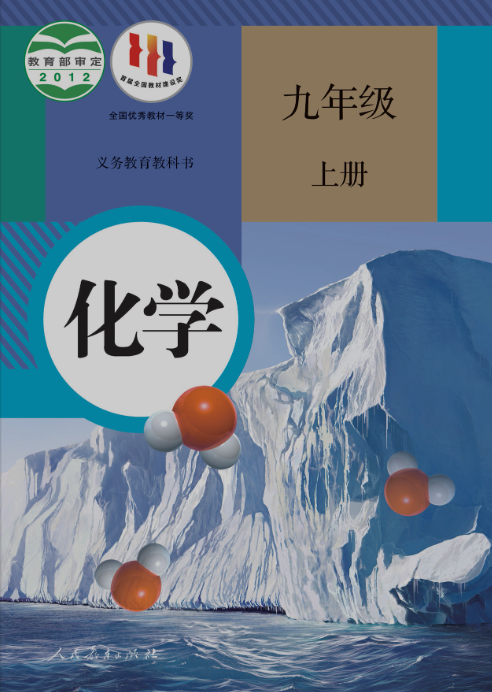 教育部审定
2012
首届全国教材建设奖
全国优秀教材一等奖
义务教育教科书
九年级
上册
化学
人民教育出版社